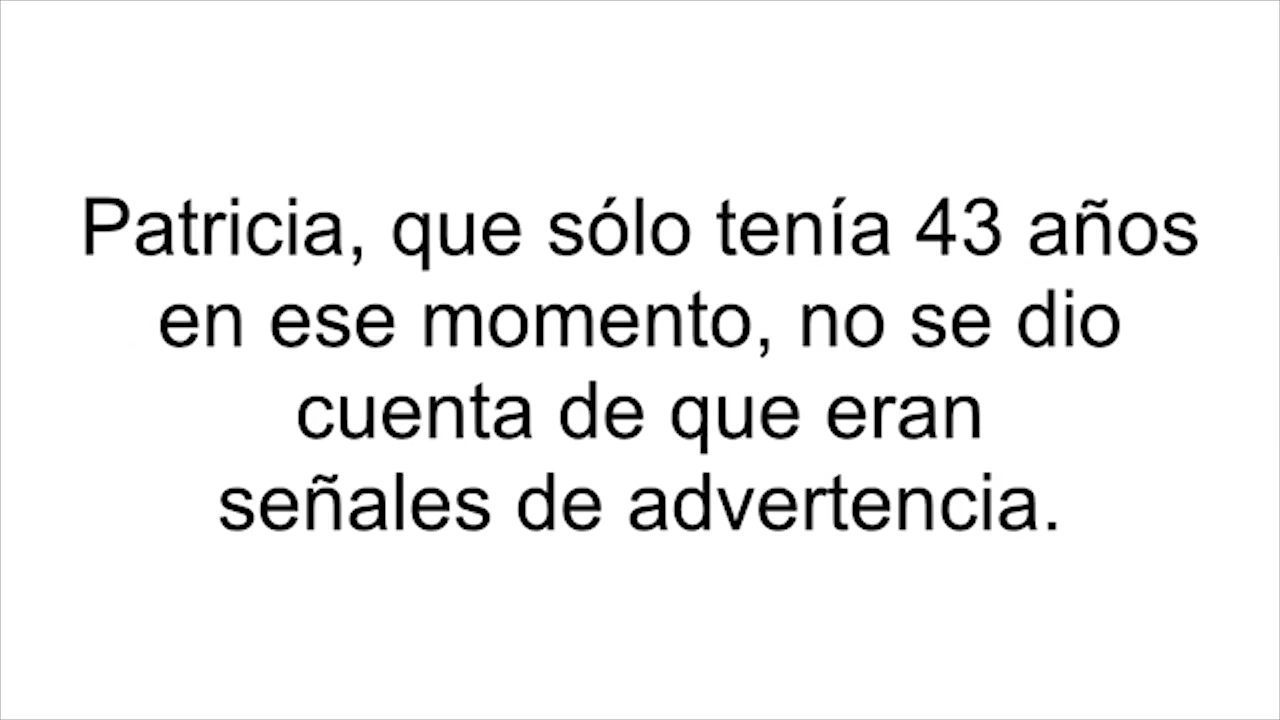 Patricia, que sólo tenía 43 años
en ese momento, no se dio
cuenta de que eran
señales de advertencia.